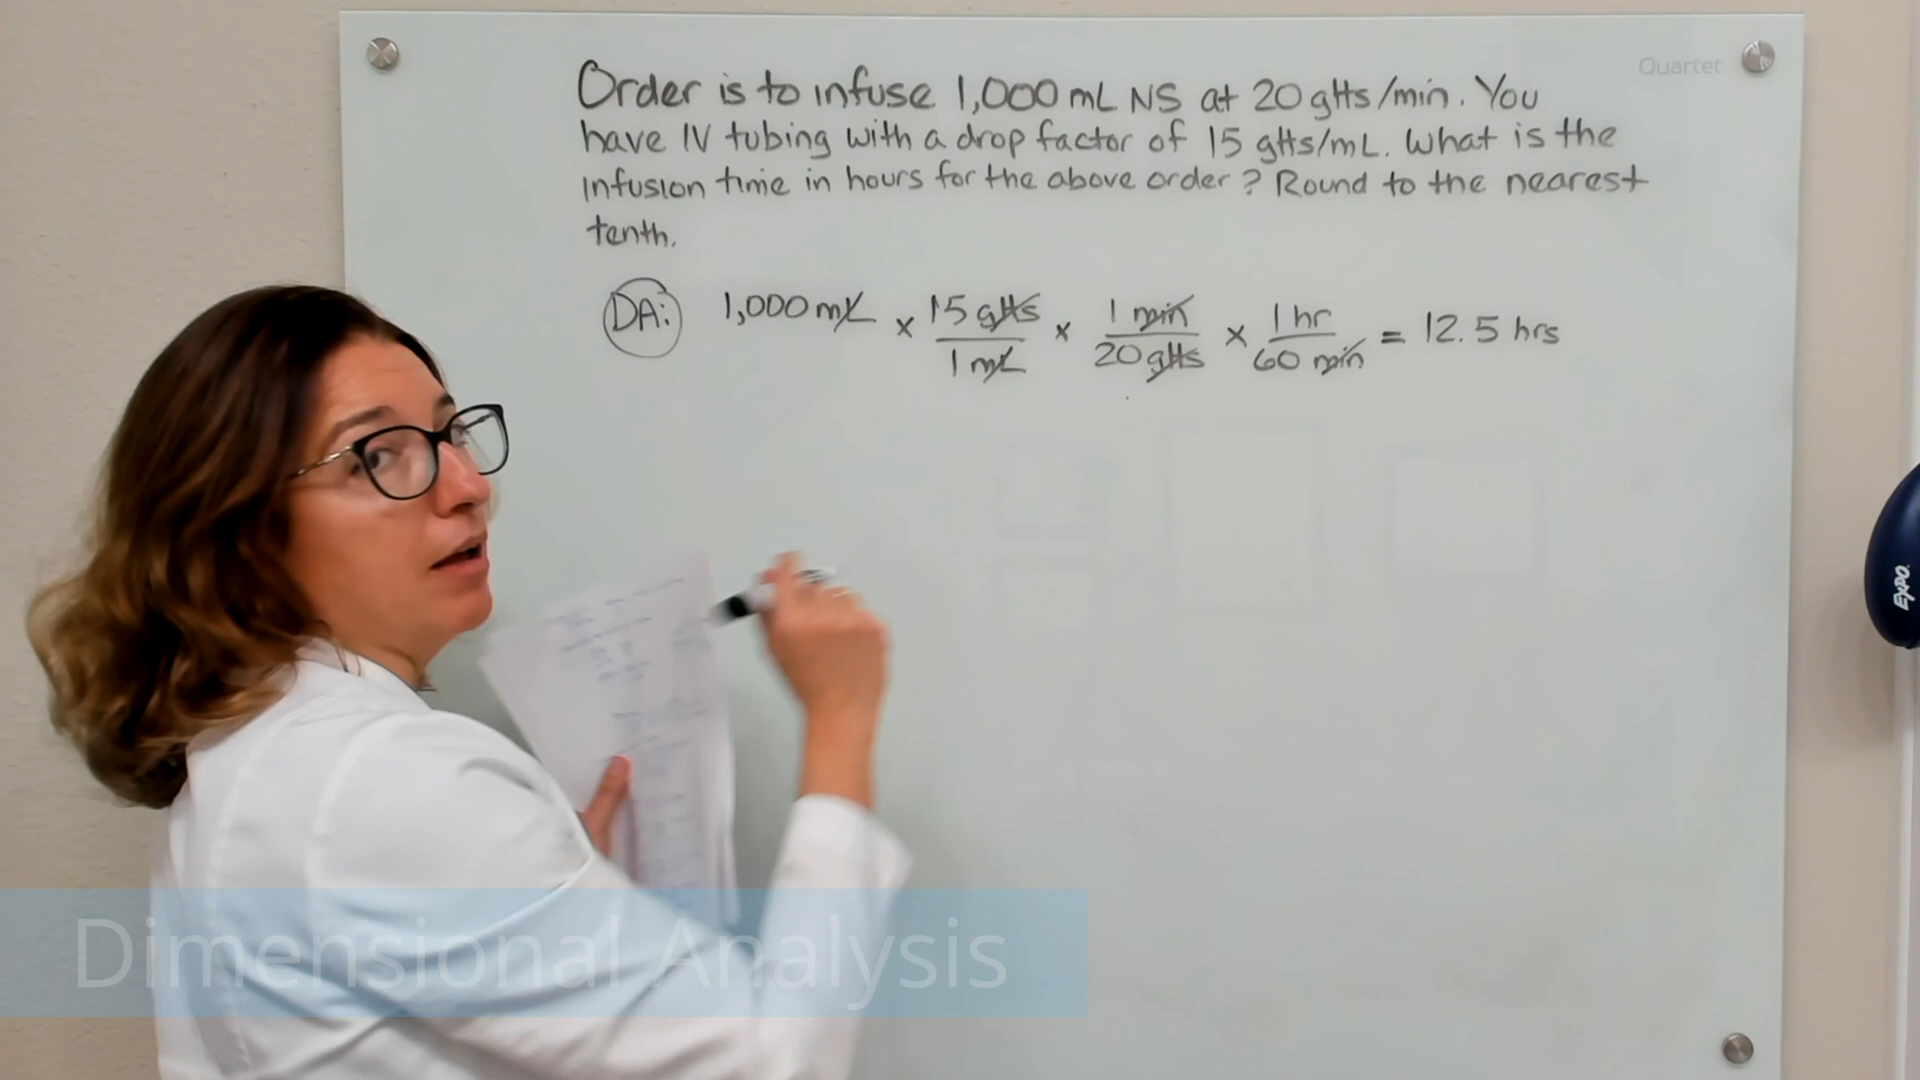 Quartet
Order is to infuse 1,000 mL NS at 20 gtts/min. You
have IV tubing with a drop factor of 15 gtts/mL. What is the
infusion time in hours for the above order? Round to the nearest
tenth.
DA: 1,000 mL × 15 gtts / 1 mL × 1 min / 20 gtts × 1 hr / 60 min = 12.5 hrs
EXPO
Dimensional Analysis